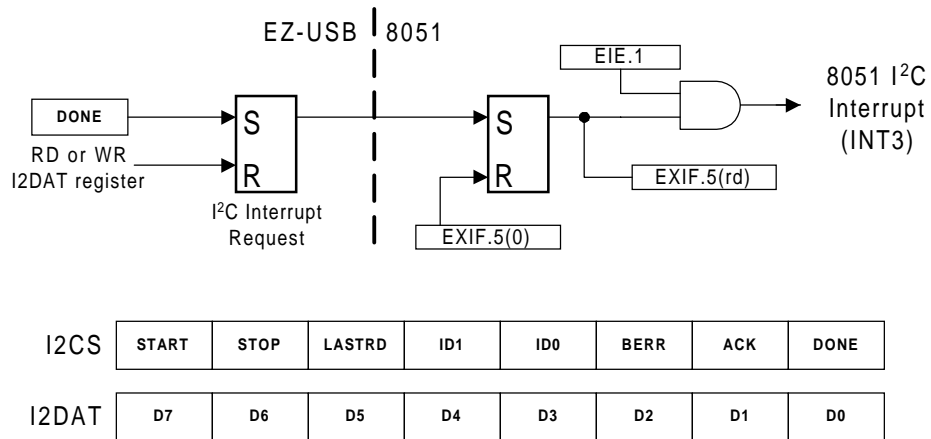 EZ-USB 8051
EIE.1
8051 I²C
Interrupt
(INT3)
DONE
S
S
RD or WR
I2DAT register
R
R
EXIF.5(rd)
I²C Interrupt
Request
EXIF.5(0)
I2CS START STOP LASTRD ID1 ID0 BERR ACK DONE
I2DAT D7 D6 D5 D4 D3 D2 D1 D0